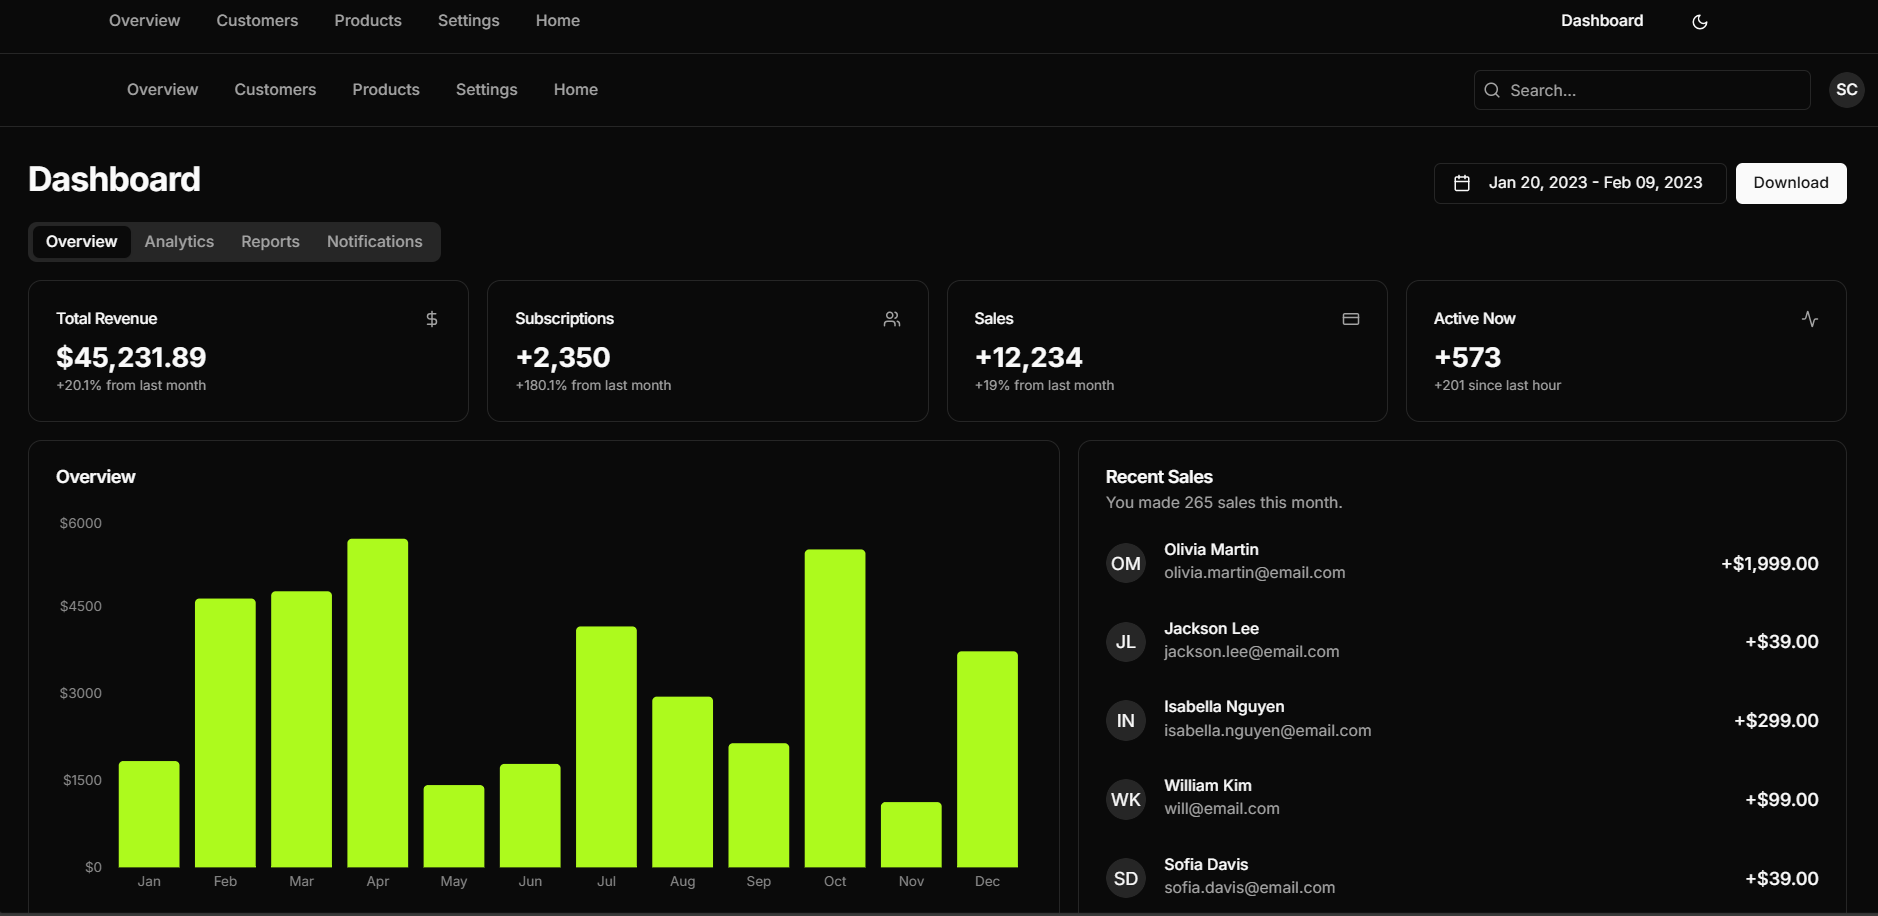 Overview Customers Products Settings Home Dashboard
Overview Customers Products Settings Home Search... SC
Dashboard
Jan 20, 2023 - Feb 09, 2023 Download
Overview Analytics Reports Notifications
Total Revenue $
$45,231.89
+20.1% from last month
Subscriptions
+2,350
+180.1% from last month
Sales
+12,234
+19% from last month
Active Now
+573
+201 since last hour
Overview
$6000
$4500
$3000
$1500
$0
Jan Feb Mar Apr May Jun Jul Aug Sep Oct Nov Dec
Recent Sales
You made 265 sales this month.
OM Olivia Martin +$1,999.00
olivia.martin@email.com
JL Jackson Lee +$39.00
jackson.lee@email.com
IN Isabella Nguyen +$299.00
isabella.nguyen@email.com
WK William Kim +$99.00
will@email.com
SD Sofia Davis +$39.00
sofia.davis@email.com